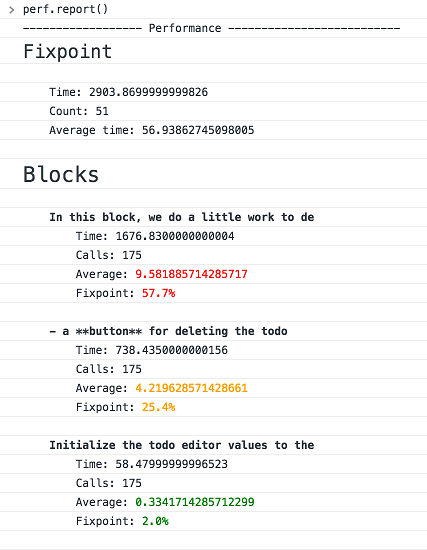 > perf.report()
------------------ Performance --------------------------
Fixpoint
Time: 2903.8699999999826
Count: 51
Average time: 56.93862745098005
Blocks
In this block, we do a little work to de
Time: 1676.8300000000004
Calls: 175
Average: 9.581885714285717
Fixpoint: 57.7%
- a **button** for deleting the todo
Time: 738.4350000000156
Calls: 175
Average: 4.219628571428661
Fixpoint: 25.4%
Initialize the todo editor values to the
Time: 58.47999999996523
Calls: 175
Average: 0.3341714285712299
Fixpoint: 2.0%